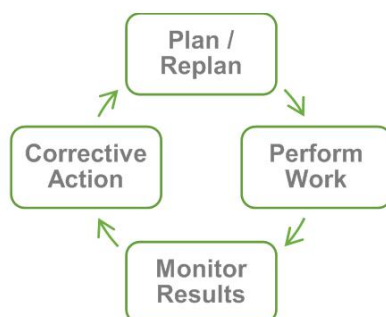 Plan /
Replan
Perform
Work
Monitor
Results
Corrective
Action